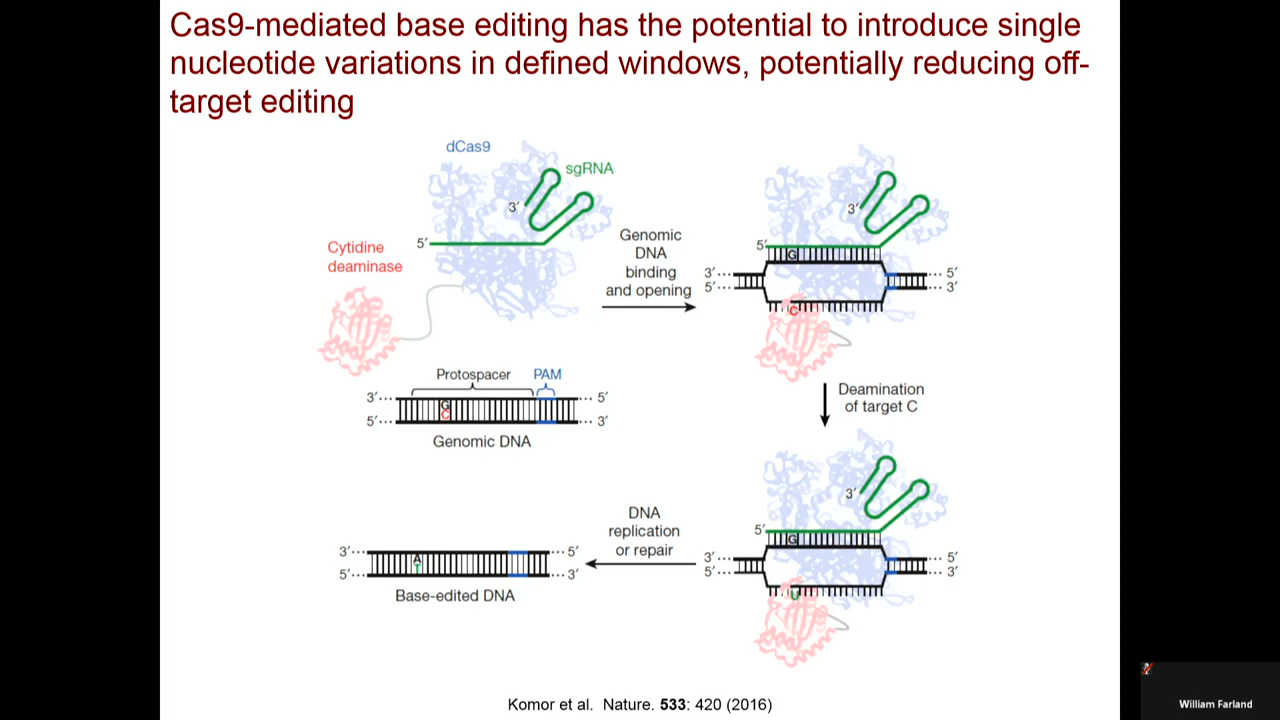 Cas9-mediated base editing has the potential to introduce single
nucleotide variations in defined windows, potentially reducing off-
target editing
dCas9
sgRNA
3′
5′
Cytidine
deaminase
Genomic
DNA
binding
and opening
3′
5′
G
3′
5′
5′
3′
C
Protospacer
PAM
3′
5′
G
C
5′
3′
Genomic DNA
Deamination
of target C
3′
5′
G
3′
5′
5′
3′
U
DNA
replication
or repair
3′
5′
A
T
5′
3′
Base-edited DNA
Komor et al. Nature. 533: 420 (2016)
William Farland